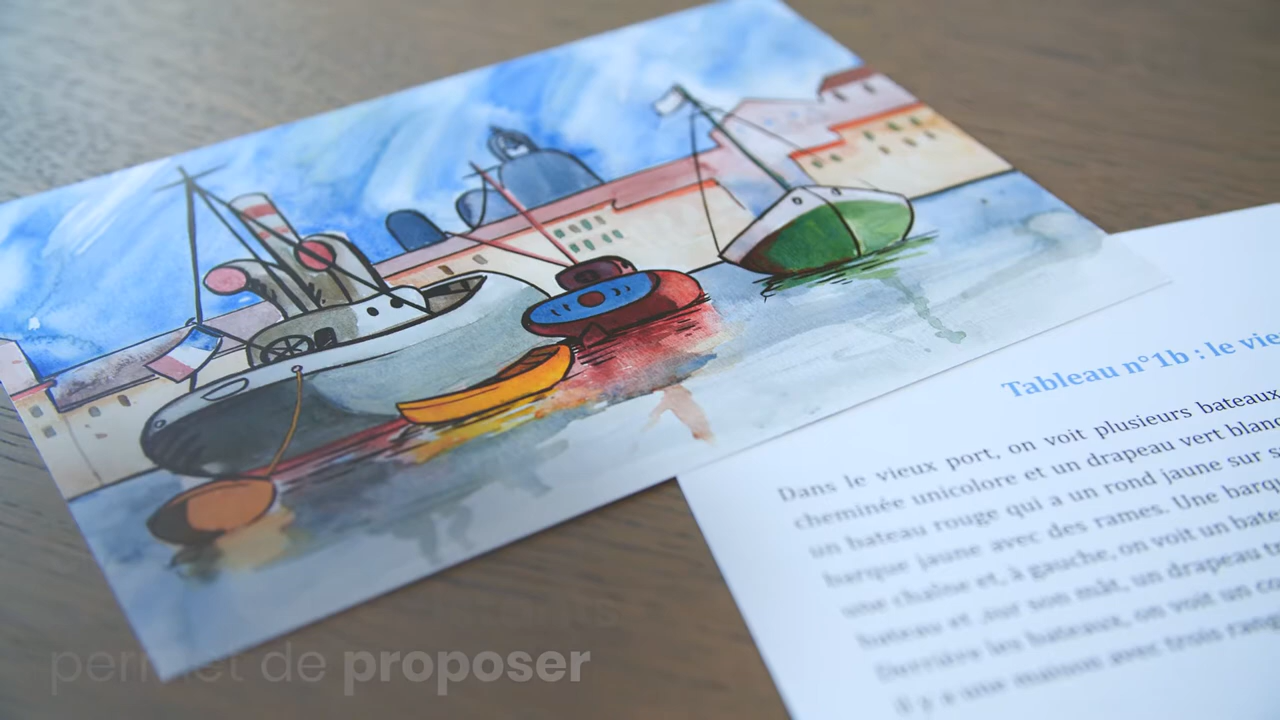 Tableau n°1b : le vie
Dans le vieux port, on voit plusieurs bateaux
cheminée unicolore et un drapeau vert blanc
un bateau rouge qui a un rond jaune sur s
barque jaune avec des rames. Une barq
une chaîne et, à gauche, on voit un bate
bateau et ,sur son mât, un drapeau tr
Derrière les bateaux, on voit un co
il y a une maison avec trois rang
permet de proposer